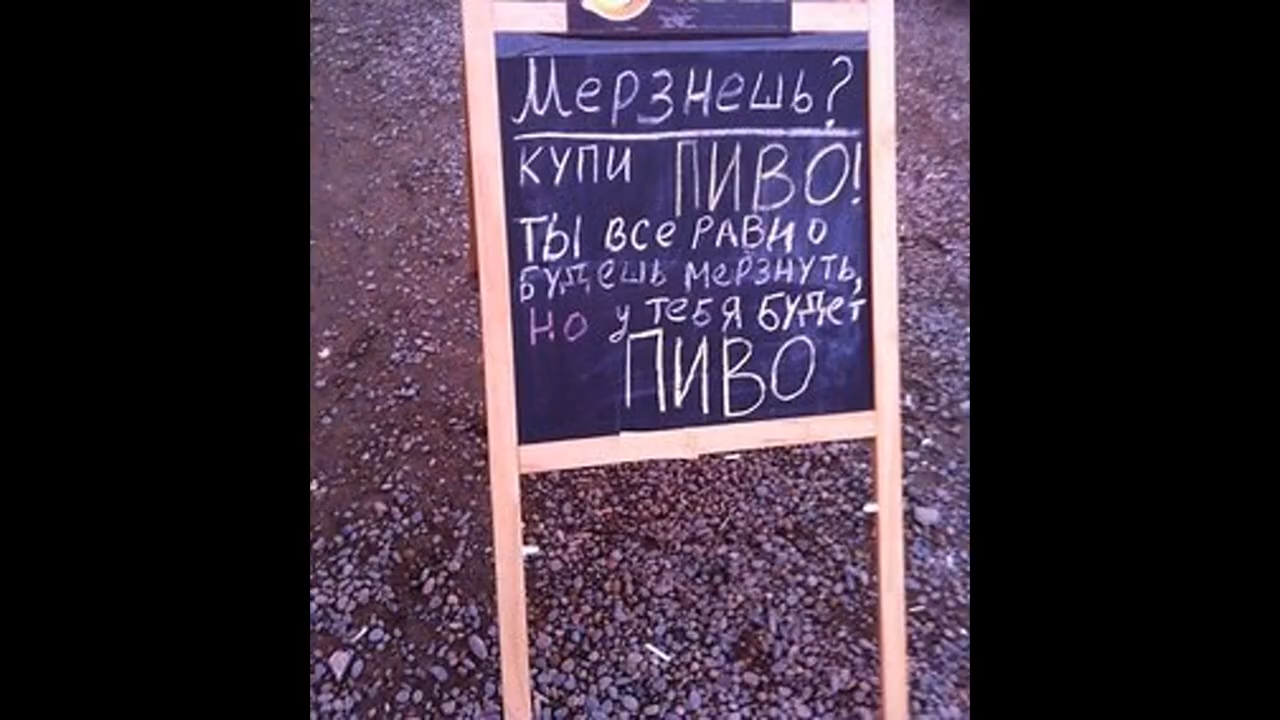 Мерзнешь?
КУПИ ПИВО!
ТЫ ВСЕ РАВНО
БУДЕШЬ МЕРЗНУТЬ,
НО У ТЕБЯ БУДЕТ
ПИВО